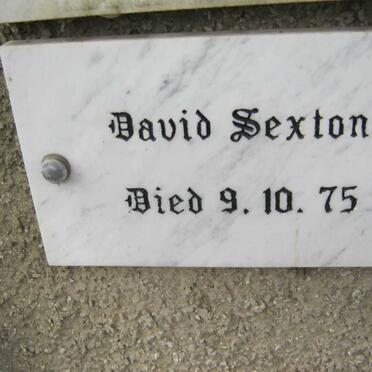 David Sexton
Died 9.10.75